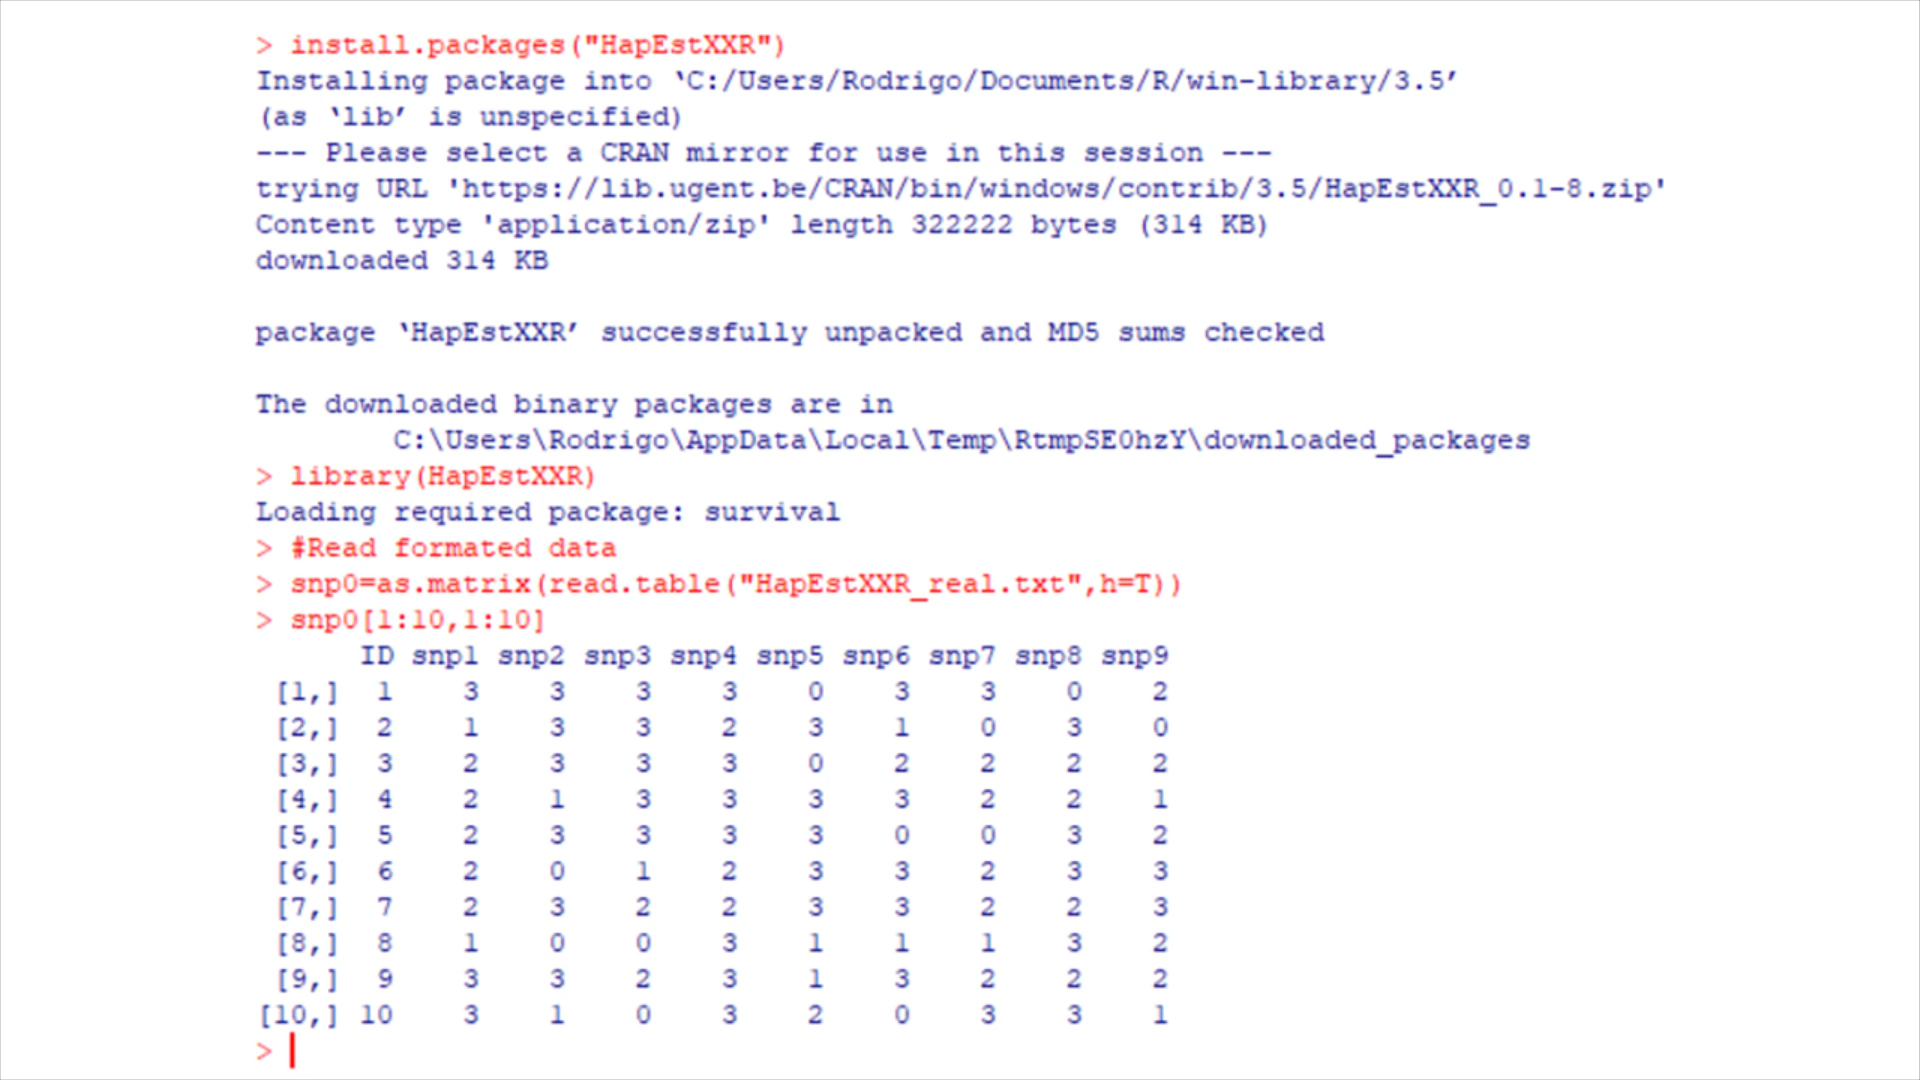 > install.packages("HapEstXXR")
Installing package into ‘C:/Users/Rodrigo/Documents/R/win-library/3.5’
(as ‘lib’ is unspecified)
--- Please select a CRAN mirror for use in this session ---
trying URL 'https://lib.ugent.be/CRAN/bin/windows/contrib/3.5/HapEstXXR_0.1-8.zip'
Content type 'application/zip' length 322222 bytes (314 KB)
downloaded 314 KB
package ‘HapEstXXR’ successfully unpacked and MD5 sums checked
The downloaded binary packages are in
C:\Users\Rodrigo\AppData\Local\Temp\RtmpSE0hzY\downloaded_packages
> library(HapEstXXR)
Loading required package: survival
> #Read formated data
> snp0=as.matrix(read.table("HapEstXXR_real.txt",h=T))
> snp0[1:10,1:10]
ID snp1 snp2 snp3 snp4 snp5 snp6 snp7 snp8 snp9
[1,] 1 3 3 3 3 0 3 3 0 2
[2,] 2 1 3 3 2 3 1 0 3 0
[3,] 3 2 3 3 3 0 2 2 2 2
[4,] 4 2 1 3 3 3 3 2 2 1
[5,] 5 2 3 3 3 3 0 0 3 2
[6,] 6 2 0 1 2 3 3 2 3 3
[7,] 7 2 3 2 2 3 3 2 2 3
[8,] 8 1 0 0 3 1 1 1 3 2
[9,] 9 3 3 2 3 1 3 2 2 2
[10,] 10 3 1 0 3 2 0 3 3 1
>